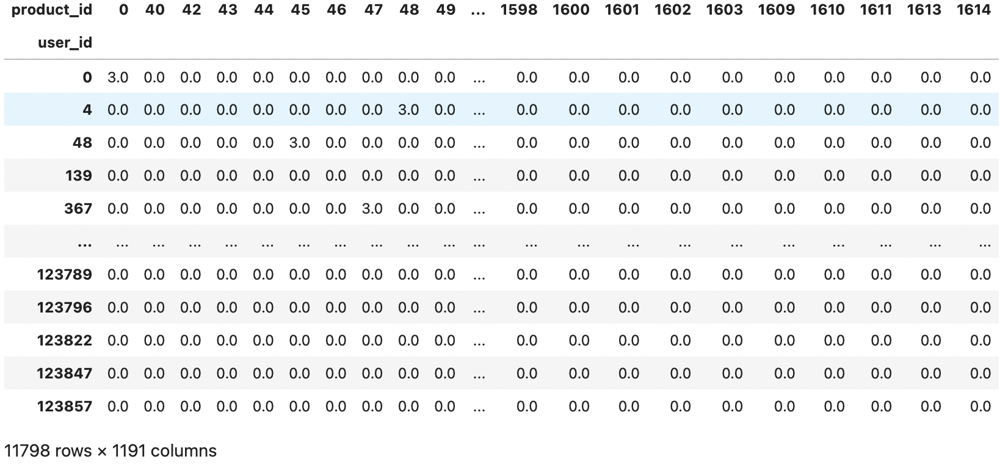 product_id 0 40 42 43 44 45 46 47 48 49 ... 1598 1600 1601 1602 1603 1609 1610 1611 1613 1614
user_id
0 3.0 0.0 0.0 0.0 0.0 0.0 0.0 0.0 0.0 0.0 ... 0.0 0.0 0.0 0.0 0.0 0.0 0.0 0.0 0.0 0.0
4 0.0 0.0 0.0 0.0 0.0 0.0 0.0 0.0 3.0 0.0 ... 0.0 0.0 0.0 0.0 0.0 0.0 0.0 0.0 0.0 0.0
48 0.0 0.0 0.0 0.0 0.0 3.0 0.0 0.0 0.0 0.0 ... 0.0 0.0 0.0 0.0 0.0 0.0 0.0 0.0 0.0 0.0
139 0.0 0.0 0.0 0.0 0.0 0.0 0.0 0.0 0.0 0.0 ... 0.0 0.0 0.0 0.0 0.0 0.0 0.0 0.0 0.0 0.0
367 0.0 0.0 0.0 0.0 0.0 0.0 0.0 3.0 0.0 0.0 ... 0.0 0.0 0.0 0.0 0.0 0.0 0.0 0.0 0.0 0.0
... ... ... ... ... ... ... ... ... ... ... ... ... ... ... ... ... ... ... ... ... ...
123789 0.0 0.0 0.0 0.0 0.0 0.0 0.0 0.0 0.0 0.0 ... 0.0 0.0 0.0 0.0 0.0 0.0 0.0 0.0 0.0 0.0
123796 0.0 0.0 0.0 0.0 0.0 0.0 0.0 0.0 0.0 0.0 ... 0.0 0.0 0.0 0.0 0.0 0.0 0.0 0.0 0.0 0.0
123822 0.0 0.0 0.0 0.0 0.0 0.0 0.0 0.0 0.0 0.0 ... 0.0 0.0 0.0 0.0 0.0 0.0 0.0 0.0 0.0 0.0
123847 0.0 0.0 0.0 0.0 0.0 0.0 0.0 0.0 0.0 0.0 ... 0.0 0.0 0.0 0.0 0.0 0.0 0.0 0.0 0.0 0.0
123857 0.0 0.0 0.0 0.0 0.0 0.0 0.0 0.0 0.0 0.0 ... 0.0 0.0 0.0 0.0 0.0 0.0 0.0 0.0 0.0 0.0
11798 rows × 1191 columns